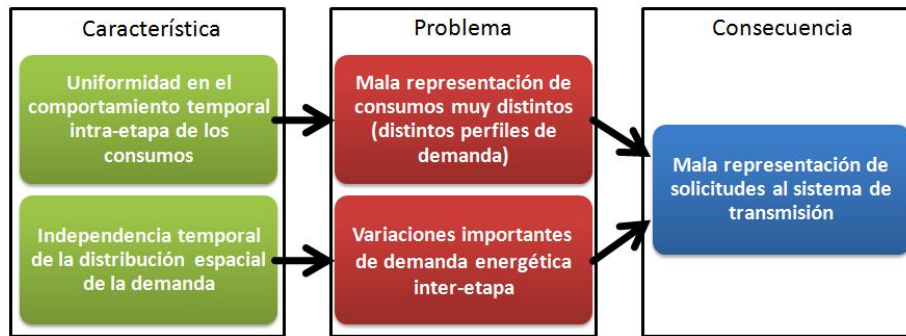 Característica
Uniformidad en el
comportamiento temporal
intra-etapa de los
consumos
Independencia temporal
de la distribución espacial
de la demanda
Problema
Mala representación de
consumos muy distintos
(distintos perfiles de
demanda)
Variaciones importantes
de demanda energética
inter-etapa
Consecuencia
Mala representación de
solicitudes al sistema de
transmisión